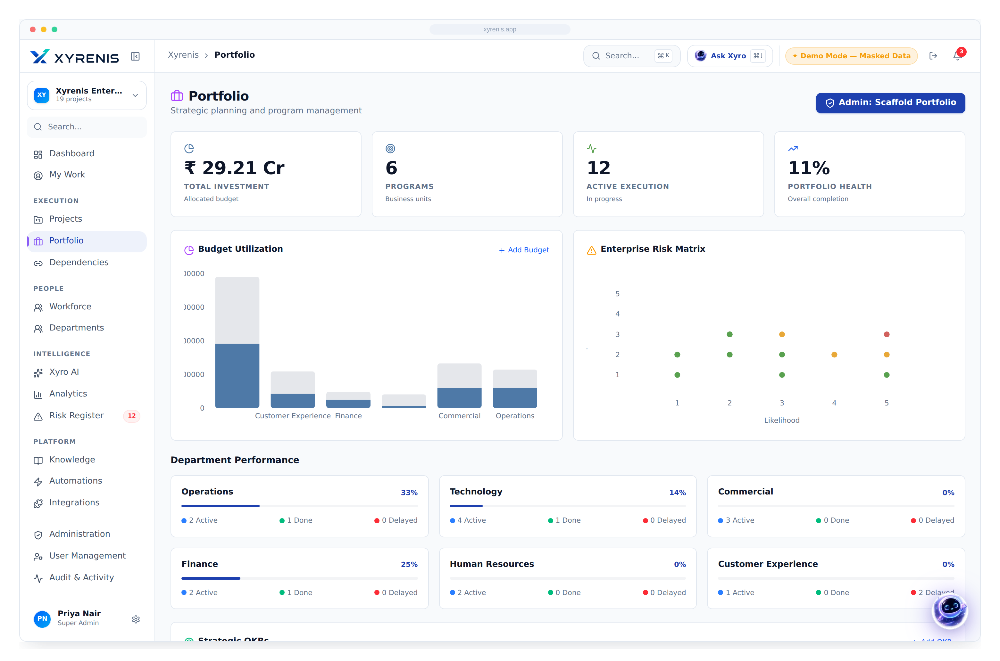 xyrenis.app
XYRENIS
Xyrenis > Portfolio
Search... ⌘K
Ask Xyro ⌘J
✦ Demo Mode — Masked Data
3
XY
Xyrenis Enter...
19 projects
Search...
Dashboard
My Work
EXECUTION
Projects
Portfolio
Dependencies
PEOPLE
Workforce
Departments
INTELLIGENCE
Xyro AI
Analytics
Risk Register 12
PLATFORM
Knowledge
Automations
Integrations
Administration
User Management
Audit & Activity
PN
Priya Nair
Super Admin
Portfolio
Strategic planning and program management
Admin: Scaffold Portfolio
₹ 29.21 Cr
TOTAL INVESTMENT
Allocated budget
6
PROGRAMS
Business units
12
ACTIVE EXECUTION
In progress
11%
PORTFOLIO HEALTH
Overall completion
Budget Utilization
+ Add Budget
00000
00000
00000
00000
0
Customer Experience Finance Commercial Operations
Enterprise Risk Matrix
5
4
3
2
1
1 2 3 4 5
Likelihood
Department Performance
Operations 33%
2 Active 1 Done 0 Delayed
Technology 14%
4 Active 1 Done 0 Delayed
Commercial 0%
3 Active 0 Done 0 Delayed
Finance 25%
2 Active 1 Done 0 Delayed
Human Resources 0%
2 Active 0 Done 0 Delayed
Customer Experience 0%
1 Active 0 Done 2 Delayed
Strategic OKRs
+ Add OKR